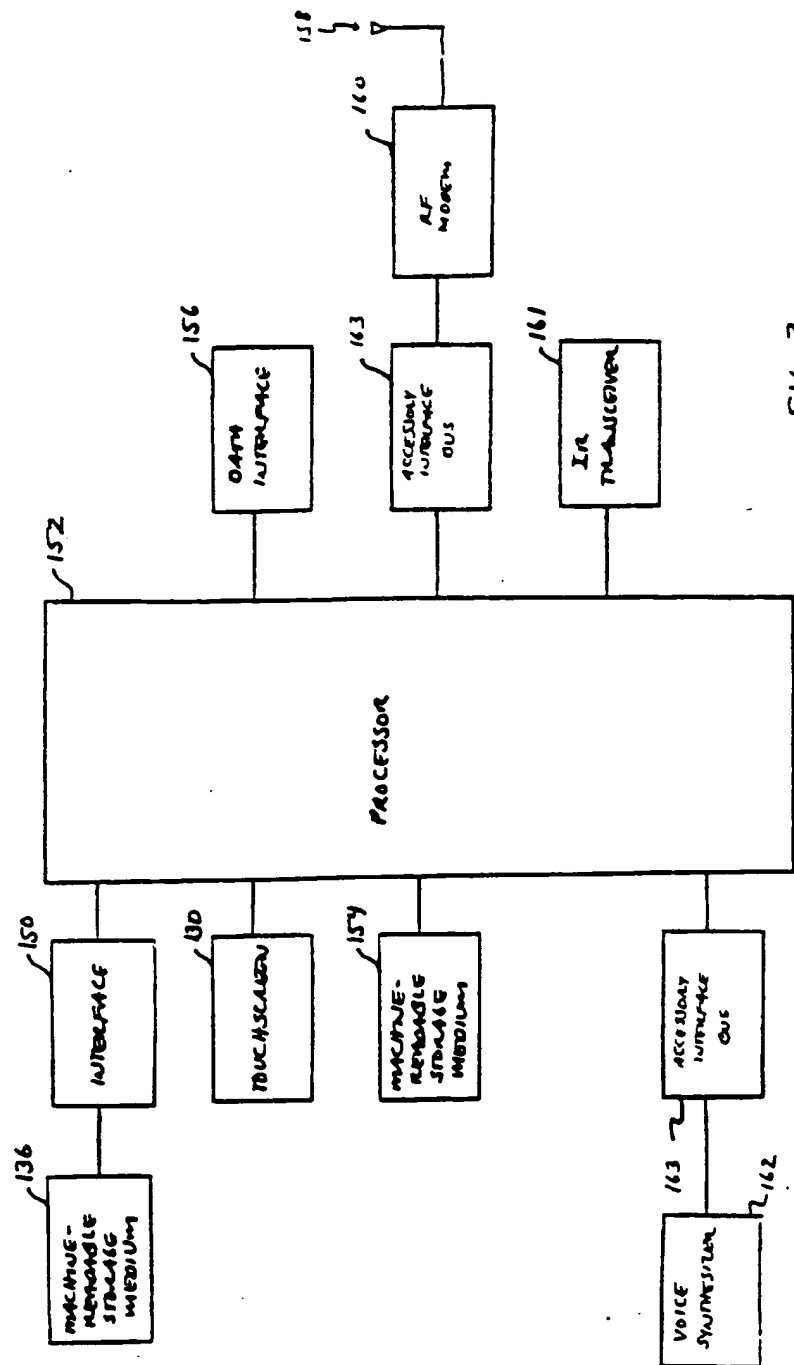 136
MACHINE-
READABLE
STORAGE
MEDIUM
150
INTERFACE
130
TOUCHSCREEN
154
MACHINE-
READABLE
STORAGE
MEDIUM
162
VOICE
SYNTHESIZER
163
ACCESSORY
INTERFACE
BUS
152
PROCESSOR
156
DATA
INTERFACE
163
ACCESSORY
INTERFACE
BUS
160
RF
MODEM
158
161
IR
TRANSCEIVER